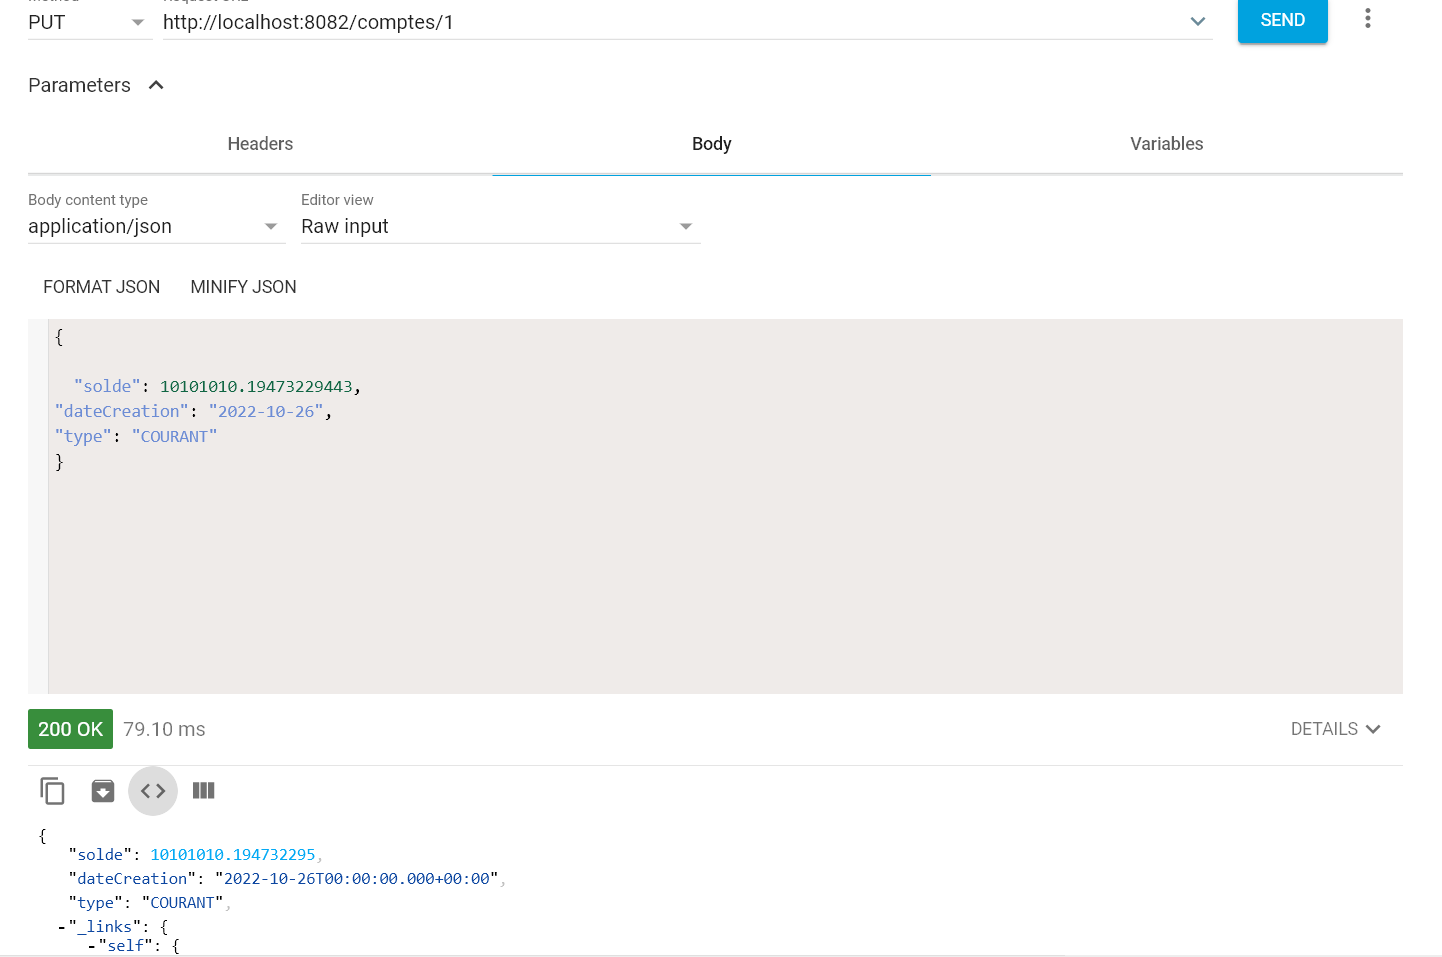 PUT
http://localhost:8082/comptes/1
SEND
Parameters
Headers
Body
Variables
Body content type
Editor view
application/json
Raw input
FORMAT JSON
MINIFY JSON
{
"solde": 10101010.19473229443,
"dateCreation": "2022-10-26",
"type": "COURANT"
}
200 OK
79.10 ms
DETAILS
{
"solde": 10101010.194732295,
"dateCreation": "2022-10-26T00:00:00.000+00:00",
"type": "COURANT",
-"_links": {
-"self": {